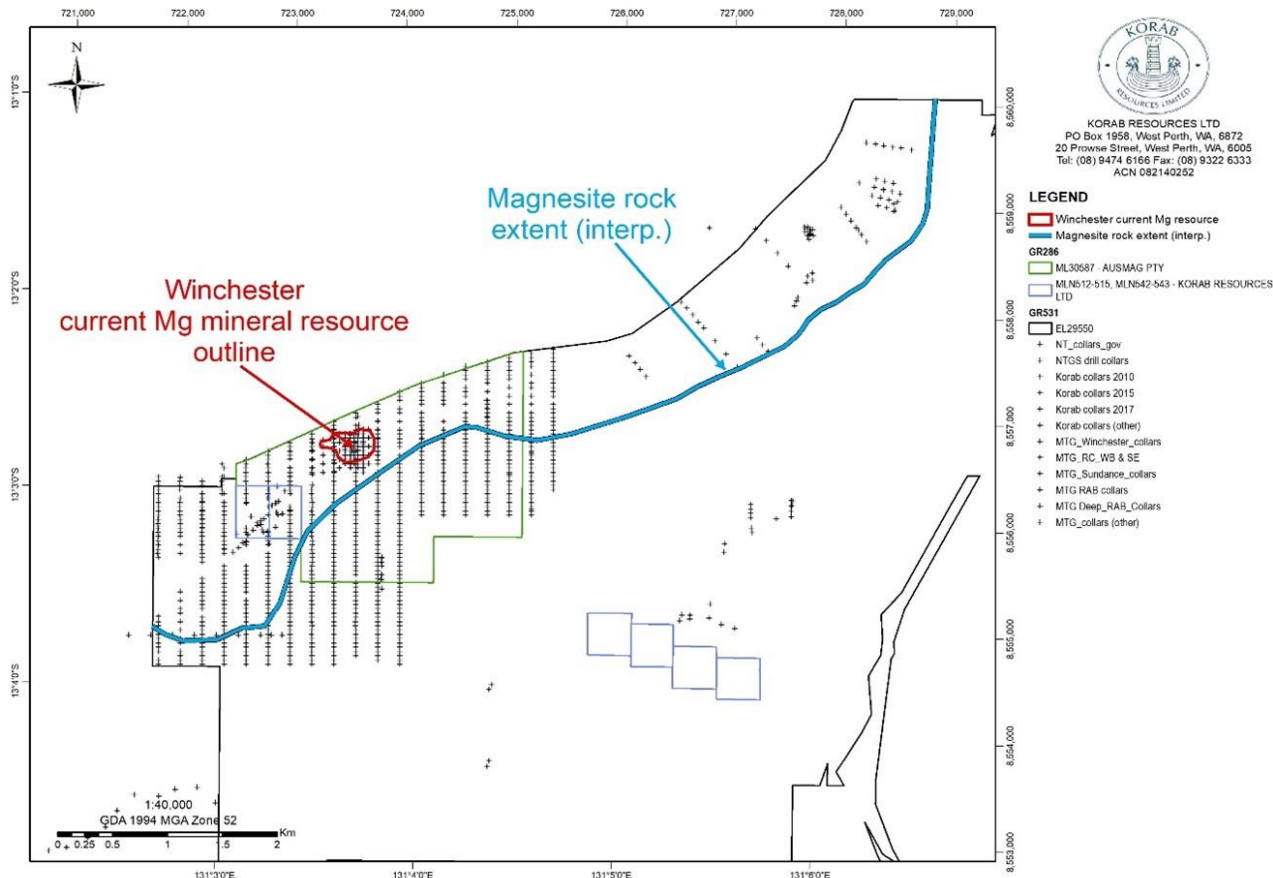 721,000
722,000
723,000
724,000
725,000
726,000
727,000
728,000
729,000
N
13°1'0"S
13°2'0"S
13°3'0"S
13°4'0"S
8,560,000
8,559,000
8,558,000
8,557,000
8,556,000
8,555,000
8,554,000
8,553,000
Magnesite rock
extent (interp.)
Winchester
current Mg mineral resource
outline
1:40,000
GDA 1994 MGA Zone 52
Km
0 0.25 0.5 1 1.5 2
131°3'0"E
131°4'0"E
131°5'0"E
131°6'0"E
KORAB
RESOURCES LIMITED
KORAB RESOURCES LTD
PO Box 1958, West Perth, WA, 6872
20 Prowse Street, West Perth, WA, 6005
Tel: (08) 9474 6166 Fax: (08) 9322 6333
ACN 082140252
LEGEND
Winchester current Mg resource
Magnesite rock extent (interp.)
GR286
ML30587 - AUSMAG PTY
MLN512-515, MLN542-543 - KORAB RESOURCES
LTD
GR531
EL29550
NT_collars_gov
NTGS drill collars
Korab collars 2010
Korab collars 2015
Korab collars 2017
Korab collars (other)
MTG_Winchester_collars
MTG_RC_WB & SE
MTG_Sundance_collars
MTG RAB collars
MTG Deep_RAB_Collars
MTG_collars (other)